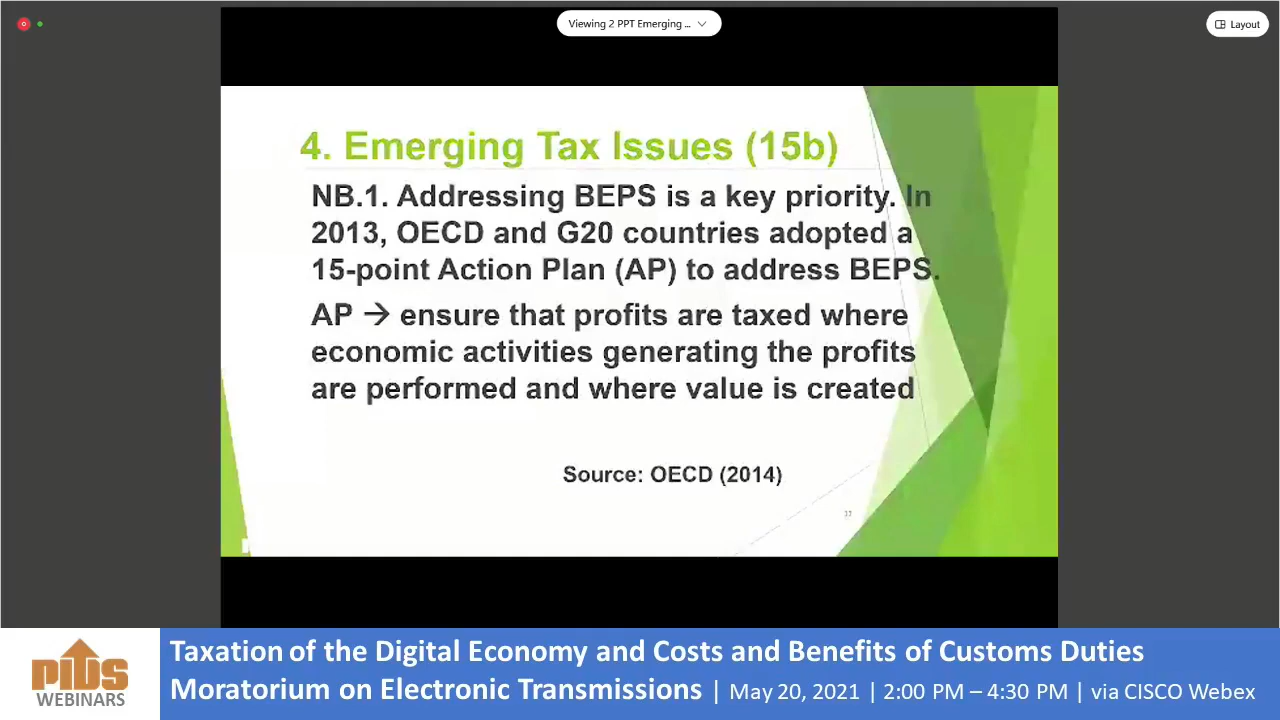 Viewing 2 PPT Emerging ...
Layout
4. Emerging Tax Issues (15b)
NB.1. Addressing BEPS is a key priority. In
2013, OECD and G20 countries adopted a
15-point Action Plan (AP) to address BEPS.
AP → ensure that profits are taxed where
economic activities generating the profits
are performed and where value is created
Source: OECD (2014)
PIDS
WEBINARS
Taxation of the Digital Economy and Costs and Benefits of Customs Duties
Moratorium on Electronic Transmissions | May 20, 2021 | 2:00 PM – 4:30 PM | via CISCO Webex